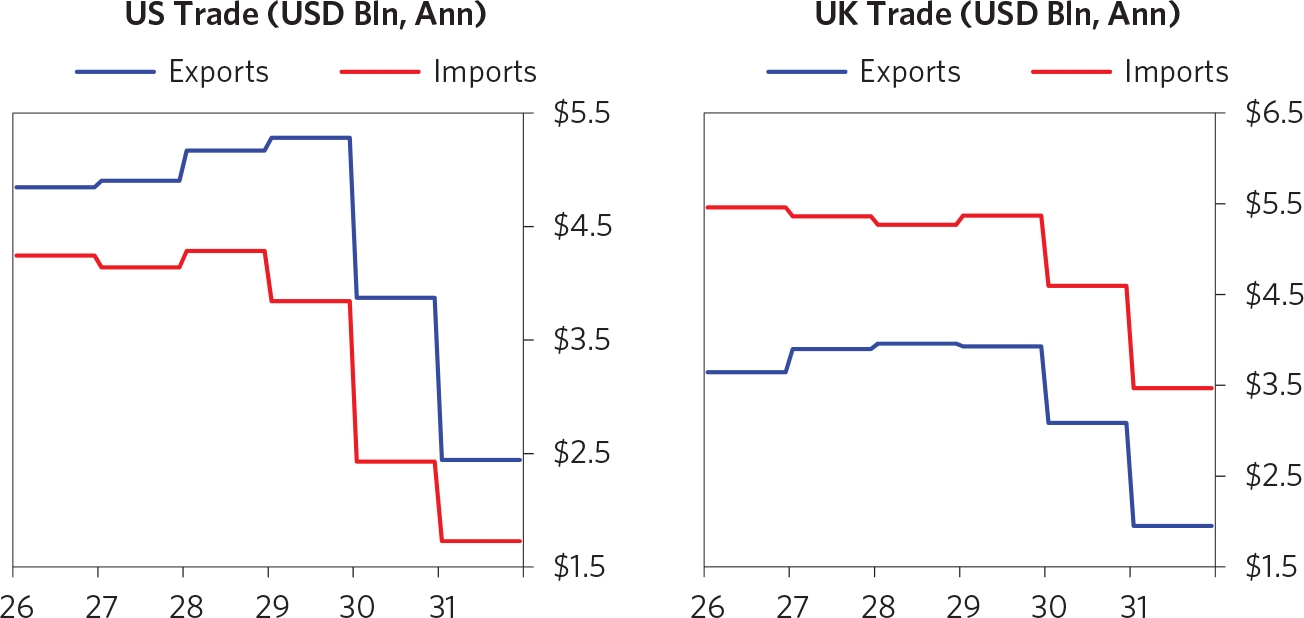 US Trade (USD Bln, Ann)
Exports Imports
$5.5
$4.5
$3.5
$2.5
$1.5
26 27 28 29 30 31
UK Trade (USD Bln, Ann)
Exports Imports
$6.5
$5.5
$4.5
$3.5
$2.5
$1.5
26 27 28 29 30 31